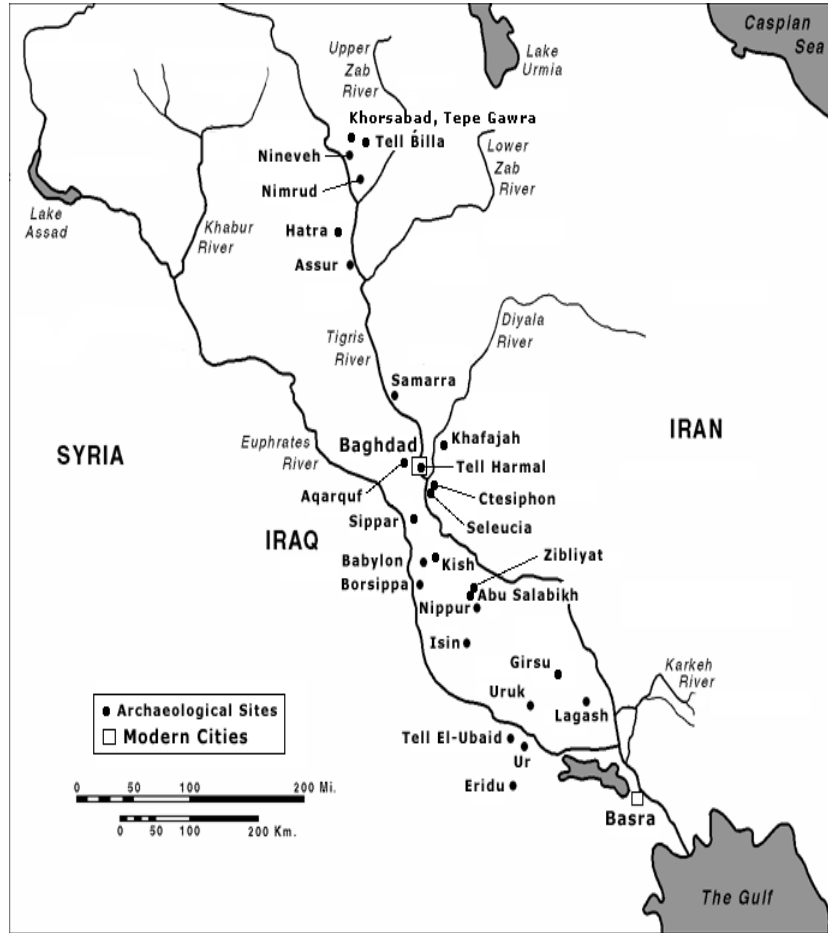 Caspian
Sea
Upper
Zab
River
Lake
Urmia
Khorsabad, Tepe Gawra
Tell Billa
Nineveh
Lower
Zab
River
Nimrud
Lake
Assad
Khabur
River
Hatra
Assur
Diyala
River
Tigris
River
Samarra
IRAN
Euphrates
River
Baghdad
Khafajah
SYRIA
Tell Harmal
Aqarquf
Ctesiphon
Seleucia
Sippar
IRAQ
Zibliyat
Babylon
Kish
Borsippa
Abu Salabikh
Nippur
Isin
Girsu
Karkeh
River
Uruk
Lagash
Archaeological Sites
Modern Cities
Tell El-Ubaid
Ur
Eridu
0 50 100 200 Mi.
Basra
0 50 100 200 Km.
The Gulf